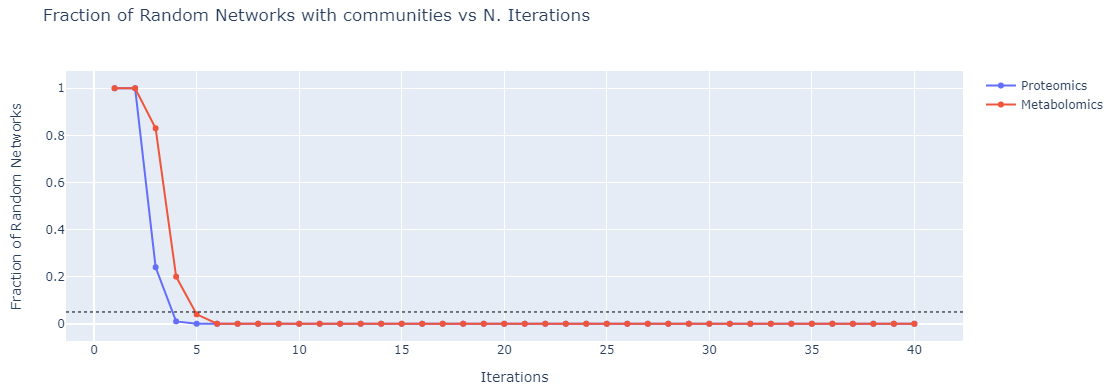 Fraction of Random Networks with communities vs N. Iterations
Proteomics
Metabolomics
Fraction of Random Networks
1
0.8
0.6
0.4
0.2
0
0 5 10 15 20 25 30 35 40
Iterations